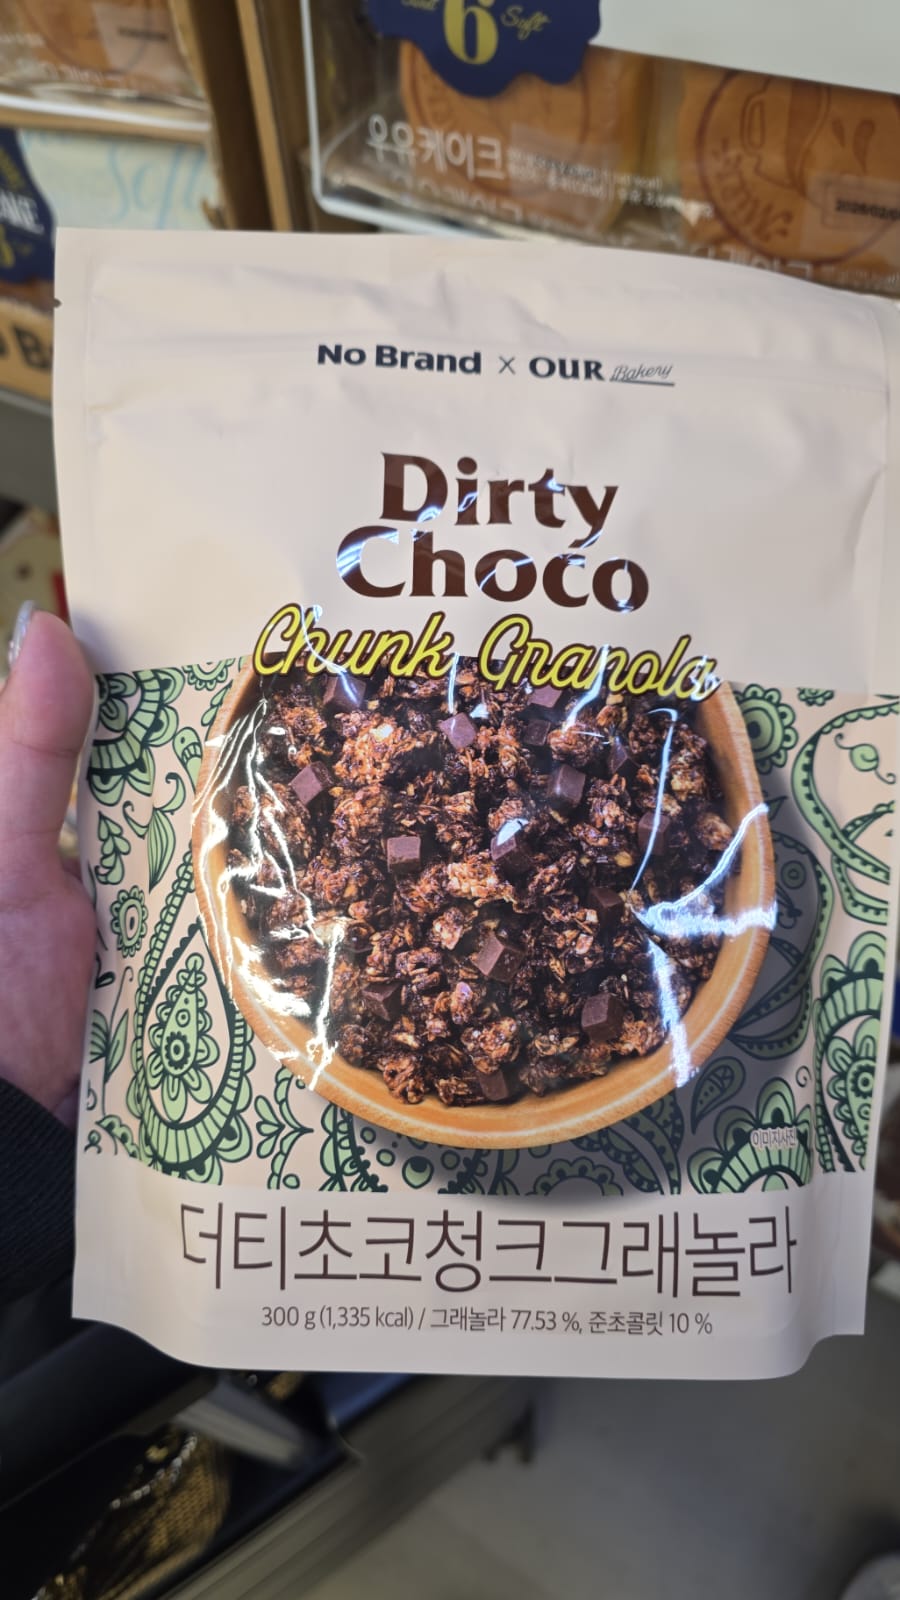 6
Soft
우유케이크
No Brand x OUR Bakery
Dirty
Choco
Chunk Granola
이미지사진
더티초코청크그래놀라
300 g (1,335 kcal) / 그래놀라 77.53 %, 준초콜릿 10 %